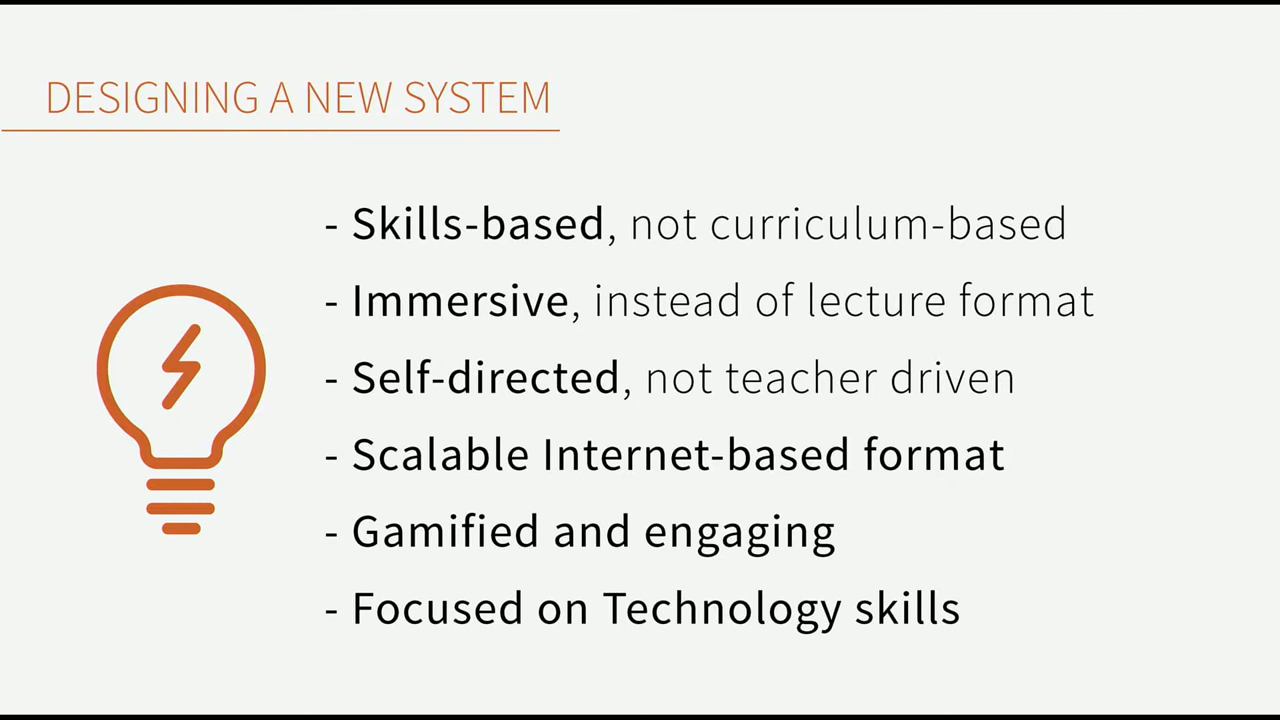 DESIGNING A NEW SYSTEM
- Skills-based, not curriculum-based
- Immersive, instead of lecture format
- Self-directed, not teacher driven
- Scalable Internet-based format
- Gamified and engaging
- Focused on Technology skills